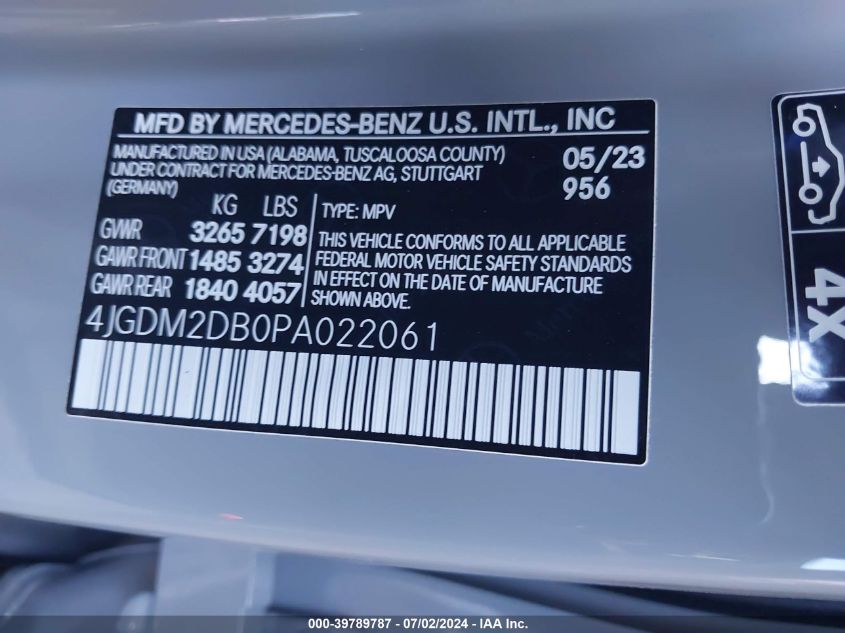 MFD BY MERCEDES-BENZ U.S. INTL., INC
MANUFACTURED IN USA (ALABAMA, TUSCALOOSA COUNTY)
UNDER CONTRACT FOR MERCEDES-BENZ AG, STUTTGART
(GERMANY)
05/23
956
KG LBS
GVWR 3265 7198
GAWR FRONT 1485 3274
GAWR REAR 1840 4057
TYPE: MPV
THIS VEHICLE CONFORMS TO ALL APPLICABLE
FEDERAL MOTOR VEHICLE SAFETY STANDARDS
IN EFFECT ON THE DATE OF MANUFACTURE
SHOWN ABOVE.
4JGDM2DB0PA022061
4X
000-39789787 - 07/02/2024 - IAA Inc.